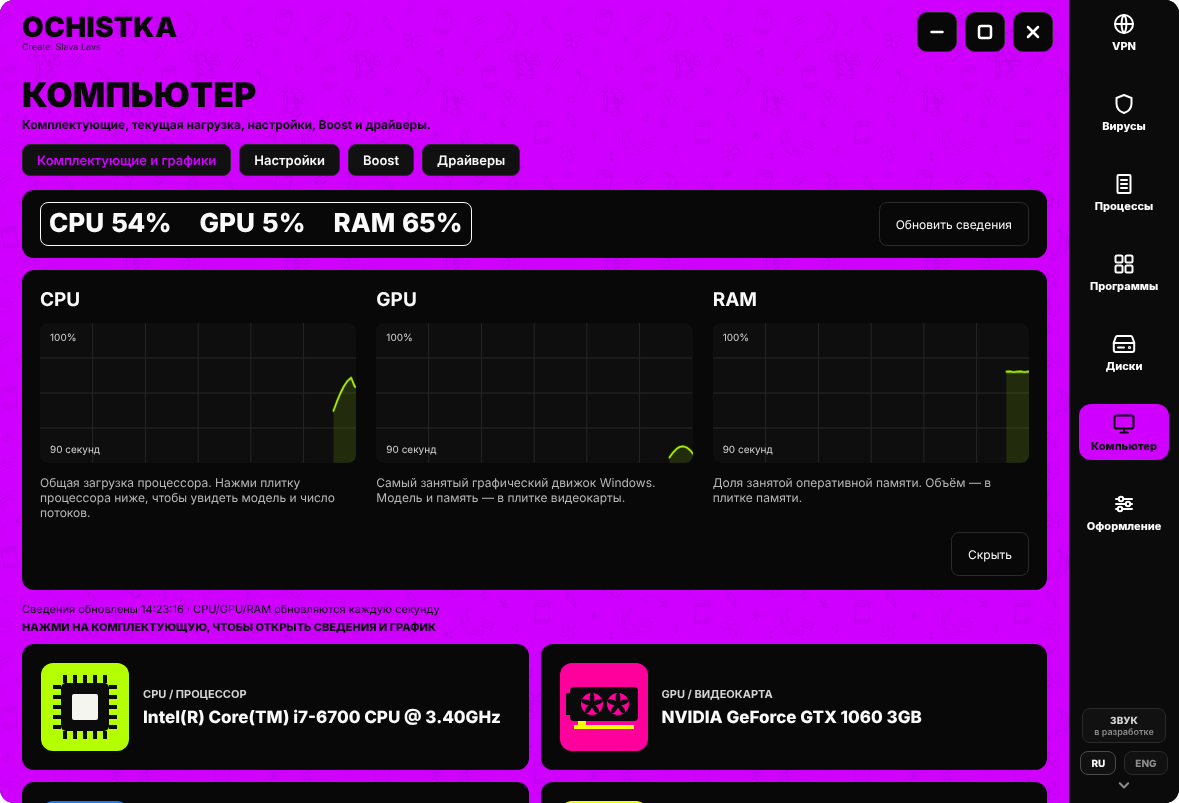 OCHISTKA
Create: Slava Lavs
КОМПЬЮТЕР
Комплектующие, текущая нагрузка, настройки, Boost и драйверы.
Комплектующие и графики
Настройки
Boost
Драйверы
CPU 54% GPU 5% RAM 65%
Обновить сведения
CPU
100%
90 секунд
Общая загрузка процессора. Нажми плитку
процессора ниже, чтобы увидеть модель и число
потоков.
GPU
100%
90 секунд
Самый занятый графический движок Windows.
Модель и память — в плитке видеокарты.
RAM
100%
90 секунд
Доля занятой оперативной памяти. Объём — в
плитке памяти.
Скрыть
Сведения обновлены 14:23:16 · CPU/GPU/RAM обновляются каждую секунду
НАЖМИ НА КОМПЛЕКТУЮЩУЮ, ЧТОБЫ ОТКРЫТЬ СВЕДЕНИЯ И ГРАФИК
CPU / ПРОЦЕССОР
Intel(R) Core(TM) i7-6700 CPU @ 3.40GHz
GPU / ВИДЕОКАРТА
NVIDIA GeForce GTX 1060 3GB
VPN
Вирусы
Процессы
Программы
Диски
Компьютер
Оформление
ЗВУК
в разработке
RU
ENG